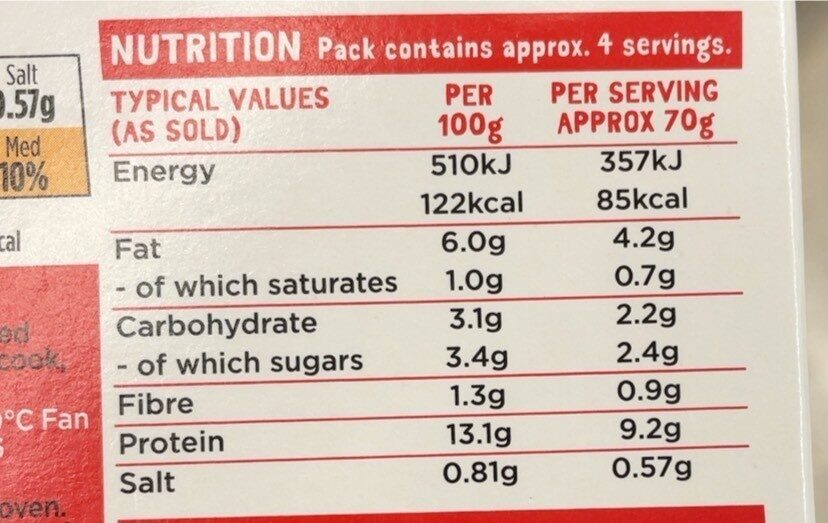 Salt
.57g
Med
10%
cal
cook,
°C Fan
oven.
NUTRITION Pack contains approx. 4 servings.
TYPICAL VALUES (AS SOLD) PER 100g PER SERVING APPROX 70g
Energy 510kJ 357kJ
122kcal 85kcal
Fat 6.0g 4.2g
- of which saturates 1.0g 0.7g
Carbohydrate 3.1g 2.2g
- of which sugars 3.4g 2.4g
Fibre 1.3g 0.9g
Protein 13.1g 9.2g
Salt 0.81g 0.57g